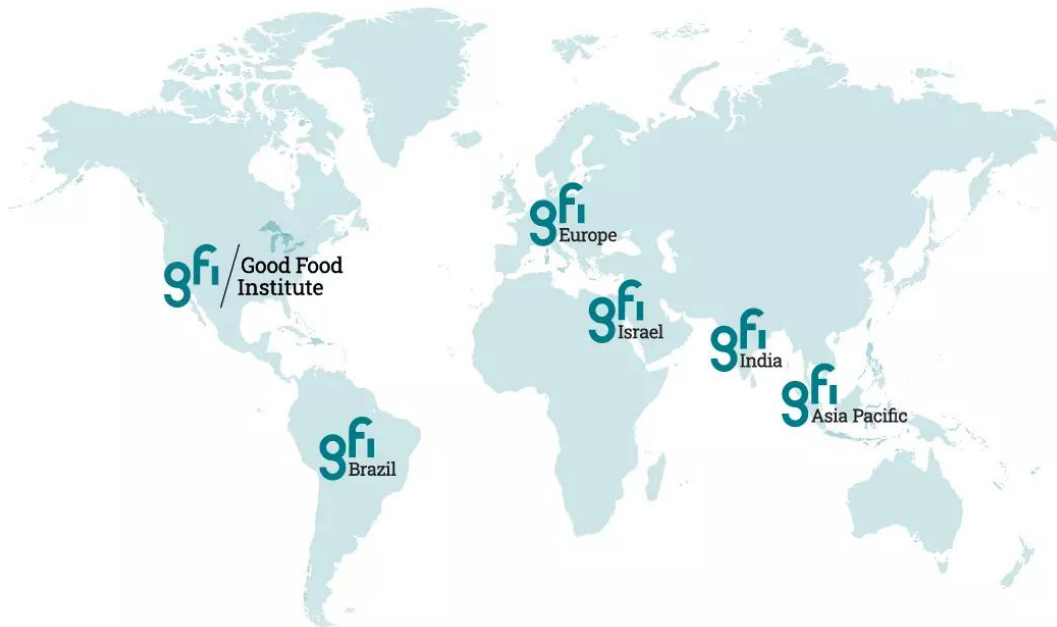 gfi
Europe
gfi
Good Food
Institute
gfi
Israel
gfi
India
gfi
Asia Pacific
gfi
Brazil